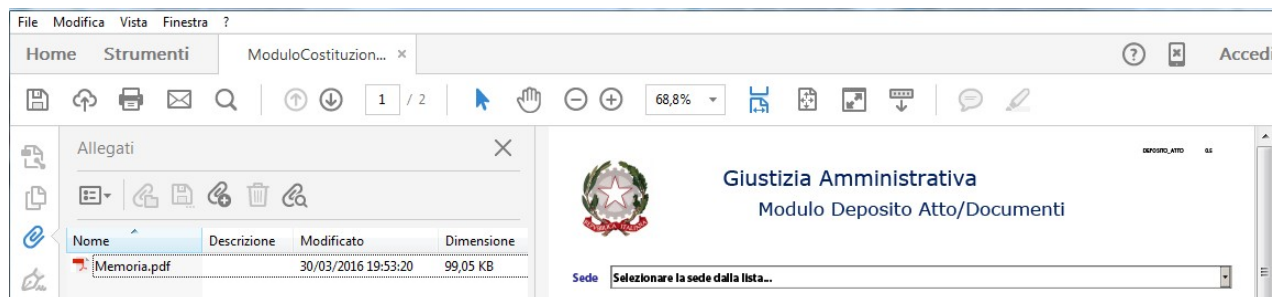 File Modifica Vista Finestra ?
Home Strumenti ModuloCostituzion... × Accedi
1 / 2 68,8%
Allegati
DEPOSITO_ATTO 0.5
Giustizia Amministrativa
Modulo Deposito Atto/Documenti
Nome Descrizione Modificato Dimensione
Memoria.pdf 30/03/2016 19:53:20 99,05 KB
Sede Selezionare la sede dalla lista...